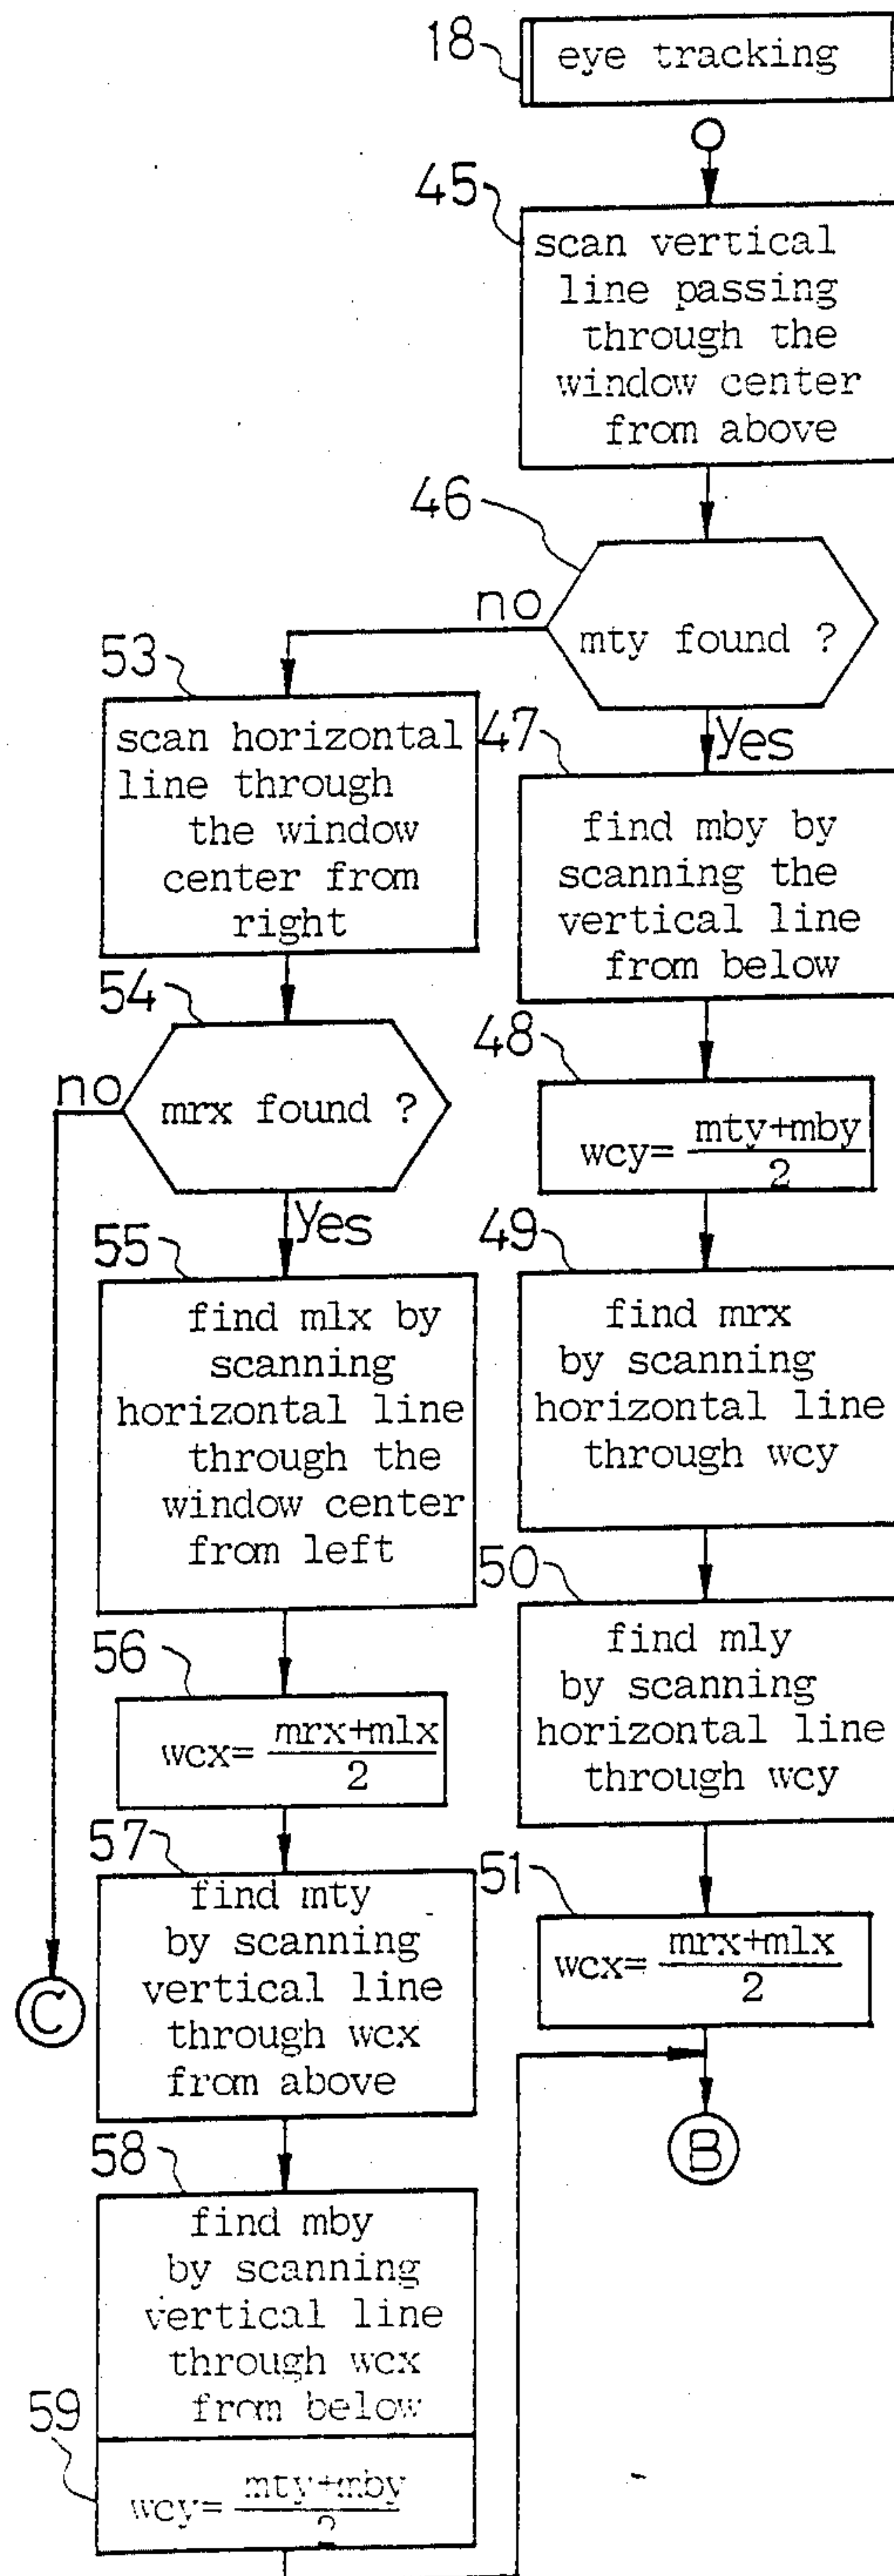 18
eye tracking
45
scan vertical
line passing
through the
window center
from above
46
mty found ?
no
Yes
47
find mby by
scanning the
vertical line
from below
48
wcy= mty+mby
2
49
find mrx
by scanning
horizontal line
through wcy
50
find mly
by scanning
horizontal line
through wcy
51
wcx= mrx+mlx
2
B
53
scan horizontal
line through
the window
center from
right
54
mrx found ?
no
Yes
55
find mlx by
scanning
horizontal line
through the
window center
from left
56
wcx= mrx+mlx
2
57
find mty
by scanning
vertical line
through wcx
from above
58
find mby
by scanning
vertical line
through wcx
from below
59
wcy= mty+mby
2
C